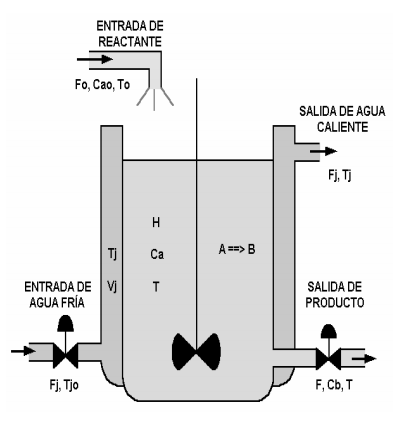 ENTRADA DE
REACTANTE
Fo, Cao, To
SALIDA DE AGUA
CALIENTE
Fj, Tj
H
Ca
T
A ==> B
Tj
Vj
ENTRADA DE
AGUA FRÍA
Fj, Tjo
SALIDA DE
PRODUCTO
F, Cb, T